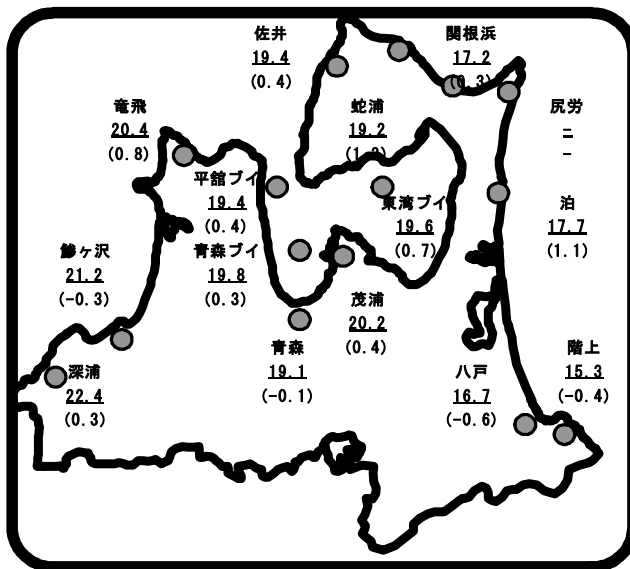 佐井
19.4
(0.4)
関根浜
17.2
(0.3)
竜飛
20.4
(0.8)
蛇浦
19.2
尻労
-
-
平舘ブイ
19.4
(0.4)
東湾ブイ
19.6
(0.7)
泊
17.7
(1.1)
鰺ヶ沢
21.2
(-0.3)
青森ブイ
19.8
(0.3)
茂浦
20.2
(0.4)
深浦
22.4
(0.3)
青森
19.1
(-0.1)
八戸
16.7
(-0.6)
階上
15.3
(-0.4)